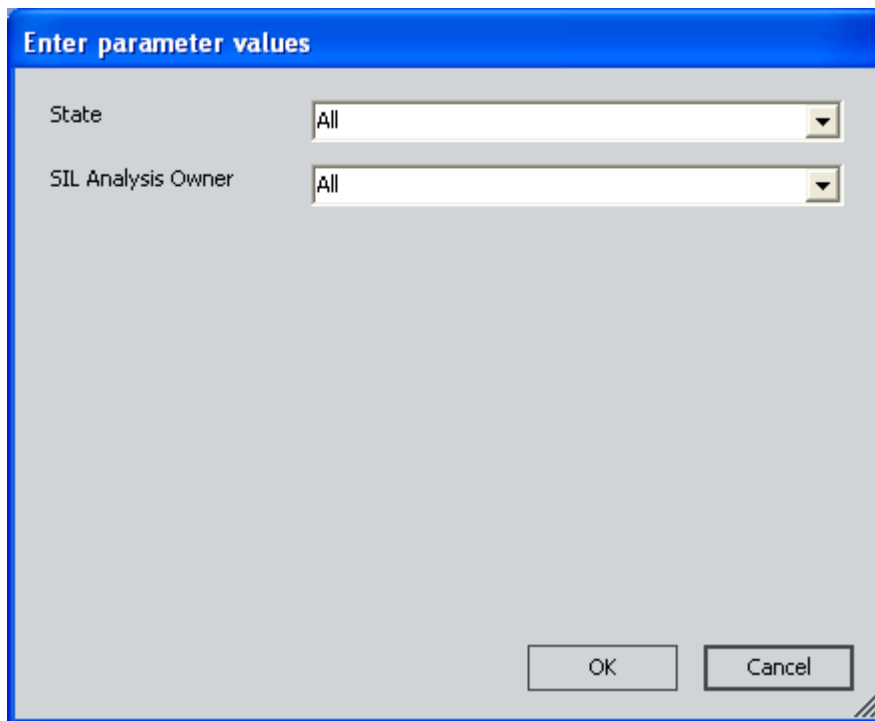 Enter parameter values
State All
SIL Analysis Owner All
OK Cancel